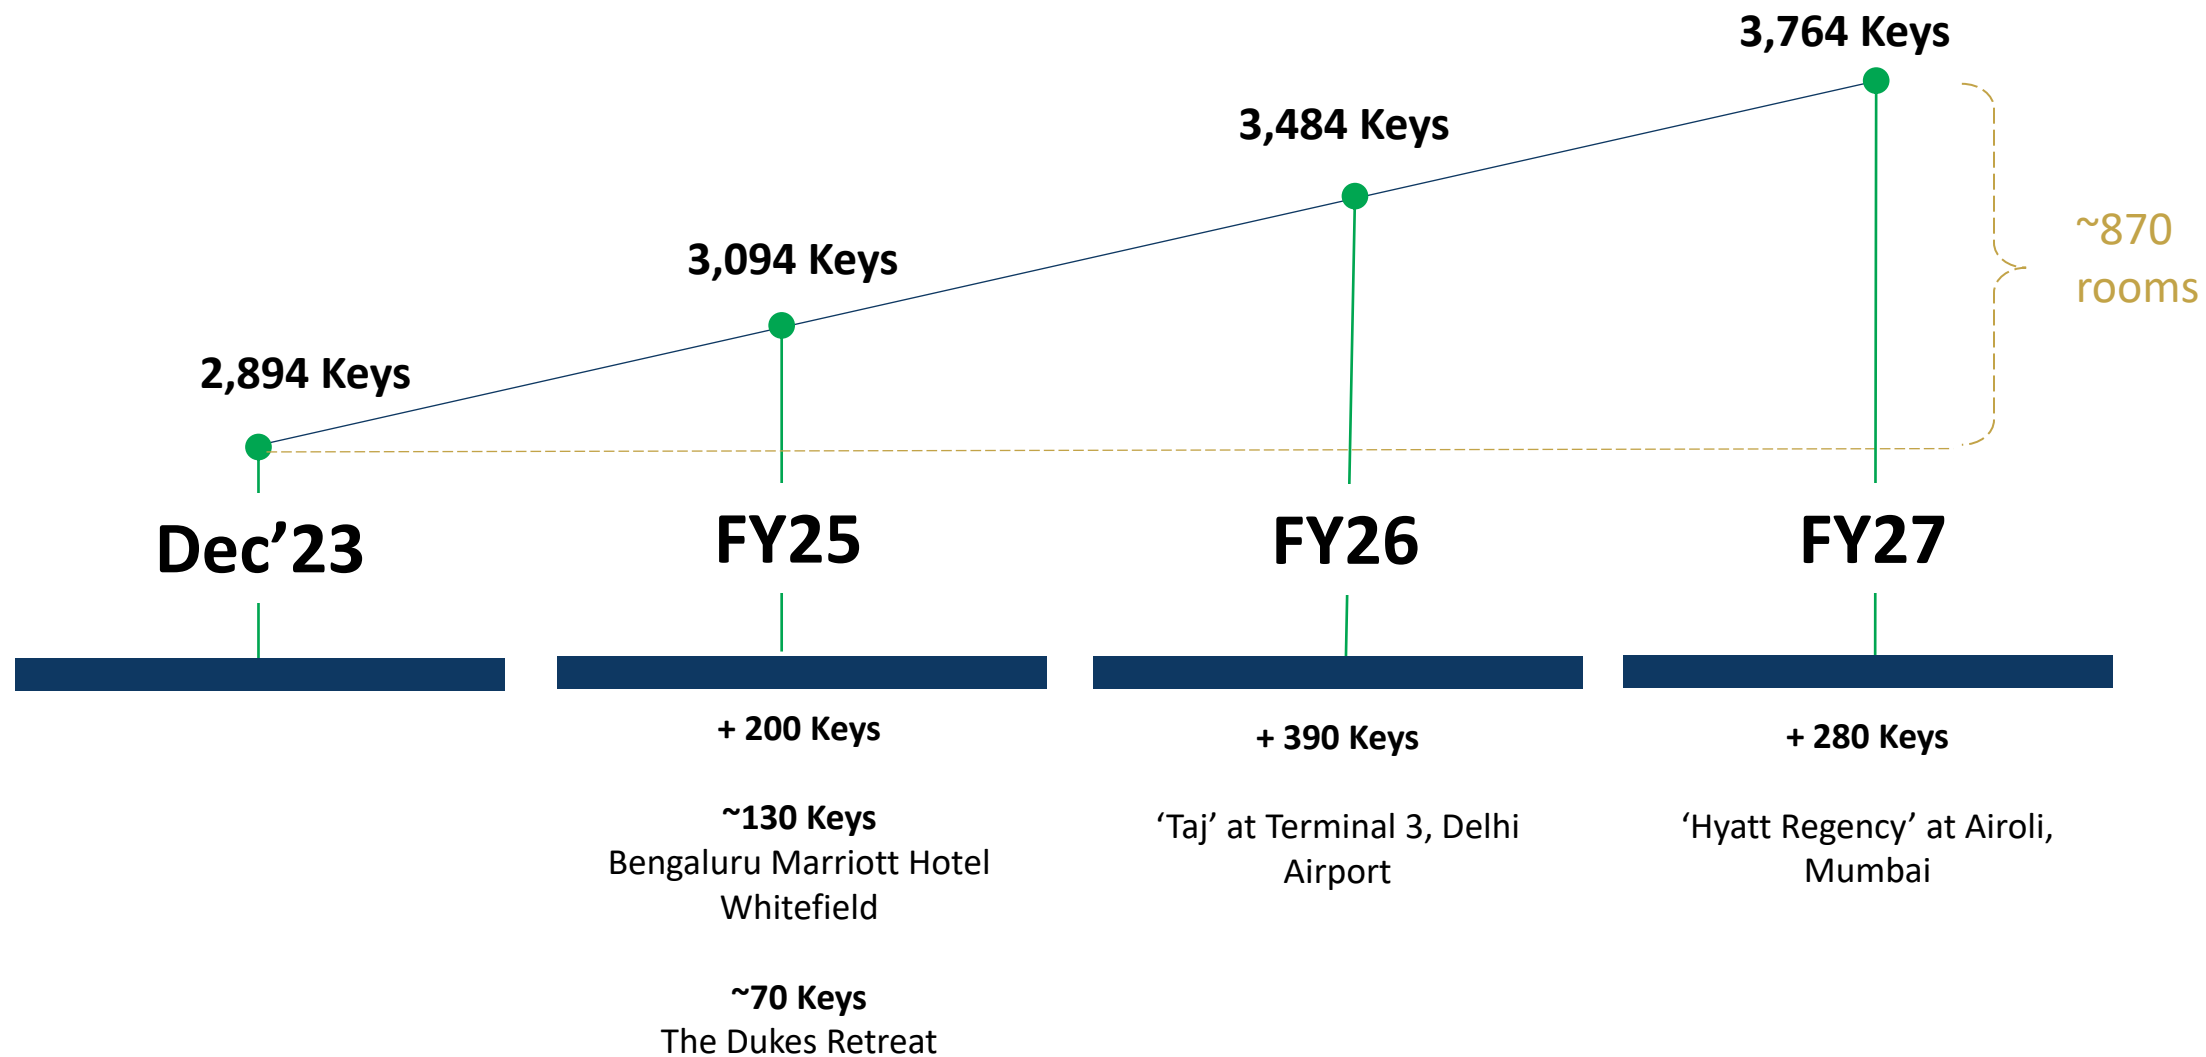 3,764 Keys
3,484 Keys
~870
rooms
3,094 Keys
2,894 Keys
Dec’23
FY25
FY26
FY27
+ 200 Keys
~130 Keys
Bengaluru Marriott Hotel
Whitefield
~70 Keys
The Dukes Retreat
+ 390 Keys
‘Taj’ at Terminal 3, Delhi
Airport
+ 280 Keys
‘Hyatt Regency’ at Airoli,
Mumbai